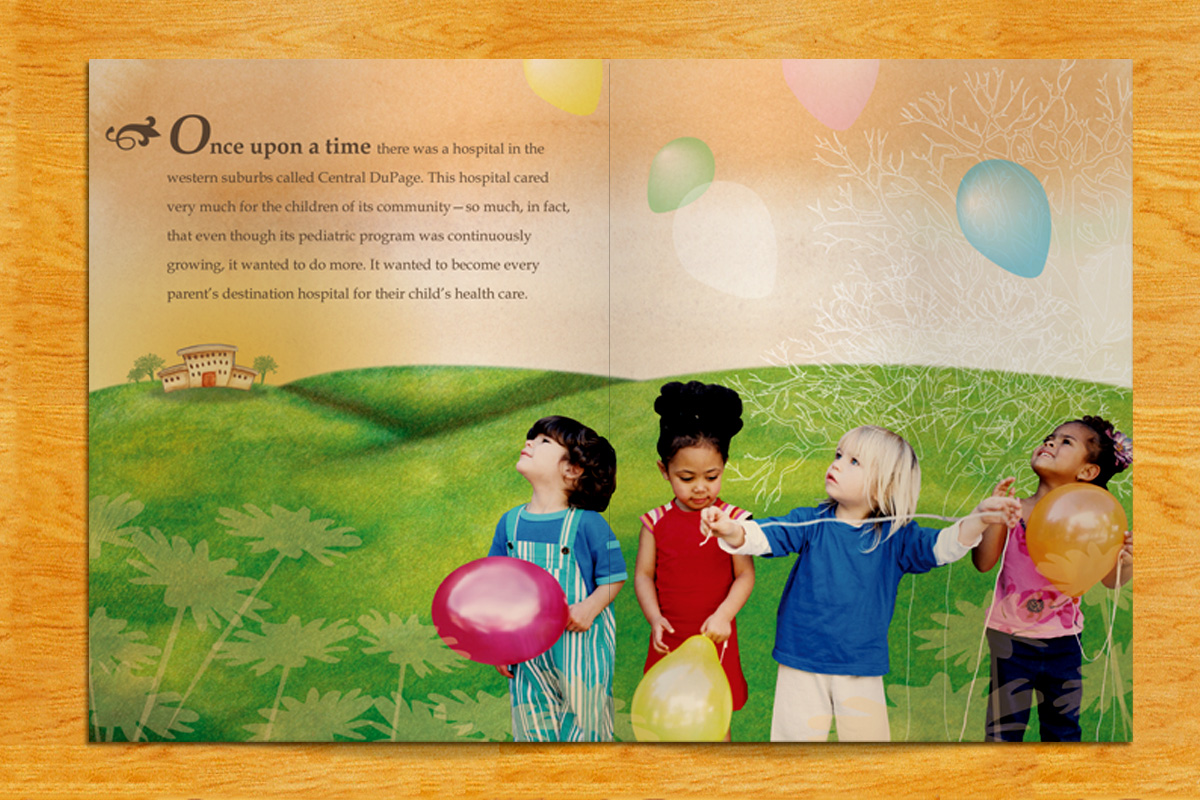 Once upon a time there was a hospital in the
western suburbs called Central DuPage. This hospital cared
very much for the children of its community—so much, in fact,
that even though its pediatric program was continuously
growing, it wanted to do more. It wanted to become every
parent's destination hospital for their child's health care.